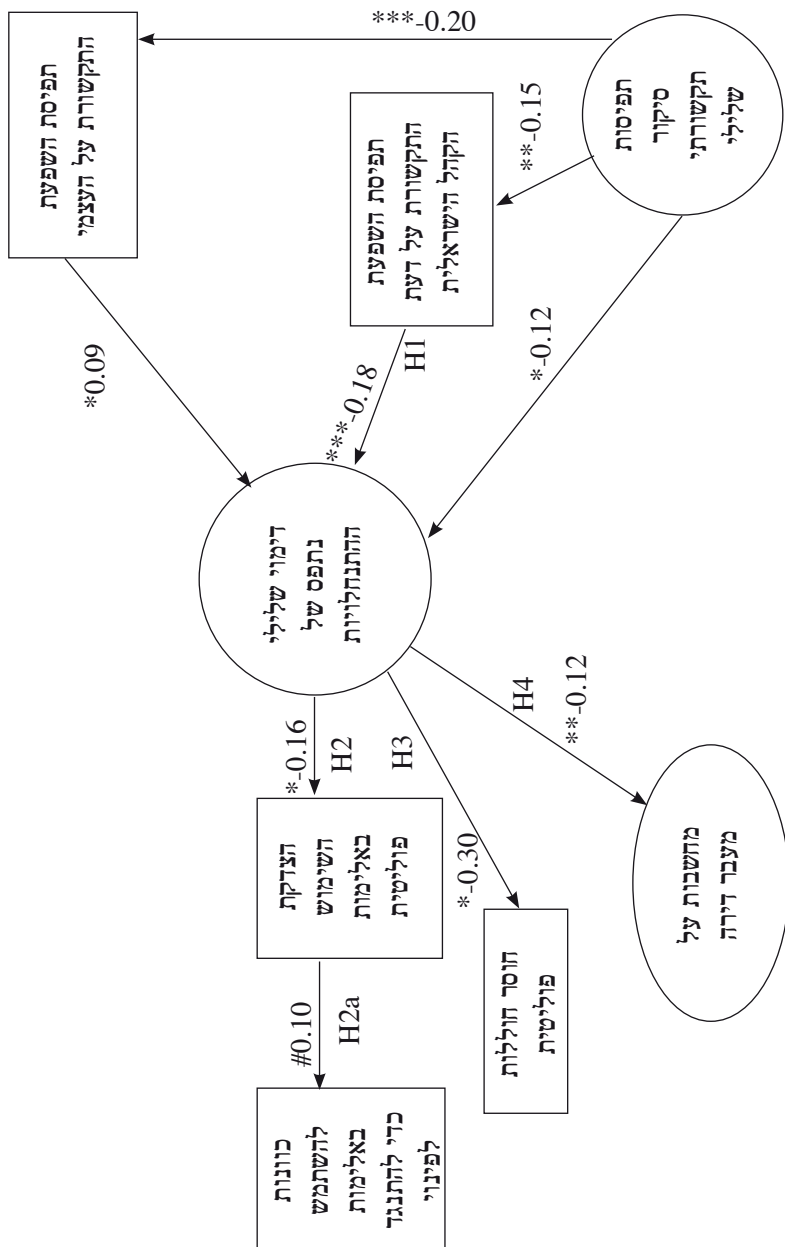 תפיסת השפעת
התקשורת על העצמי
***-0.20
תפיסות
סיקור
תקשורתי
שלילי
**-0.15
תפיסת השפעת
התקשורת על דעת
הקהל הישראלית
*-0.12
*0.09
***-0.18
H1
דימוי שלילי
נתפס של
ההתנחלויות
*-0.16
H2
H3
*-0.30
H4
**-0.12
הצדקת
השימוש
באלימות
פוליטית
חוסר חוללות
פוליטית
מחשבות על
מעבר דירה
#0.10
H2a
כוונות
להשתמש
באלימות
כדי להתנגד
לפינוי